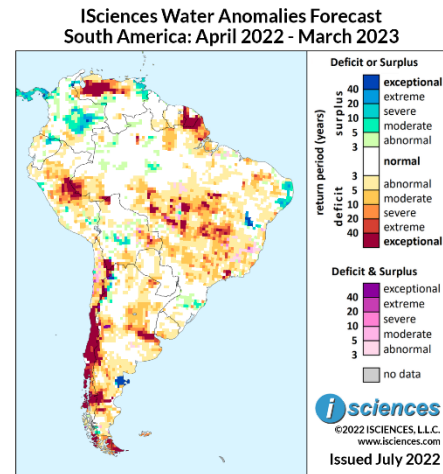 ISciences Water Anomalies Forecast
South America: April 2022 - March 2023
Deficit or Surplus
return period (years)
surplus
deficit
exceptional
40
extreme
20
severe
10
moderate
5
abnormal
3
normal
3
abnormal
5
moderate
10
severe
20
extreme
40
exceptional
Deficit & Surplus
exceptional
40
extreme
20
severe
10
moderate
5
abnormal
3
no data
i sciences
©2022 ISCIENCES, L.L.C.
www.isciences.com
Issued July 2022